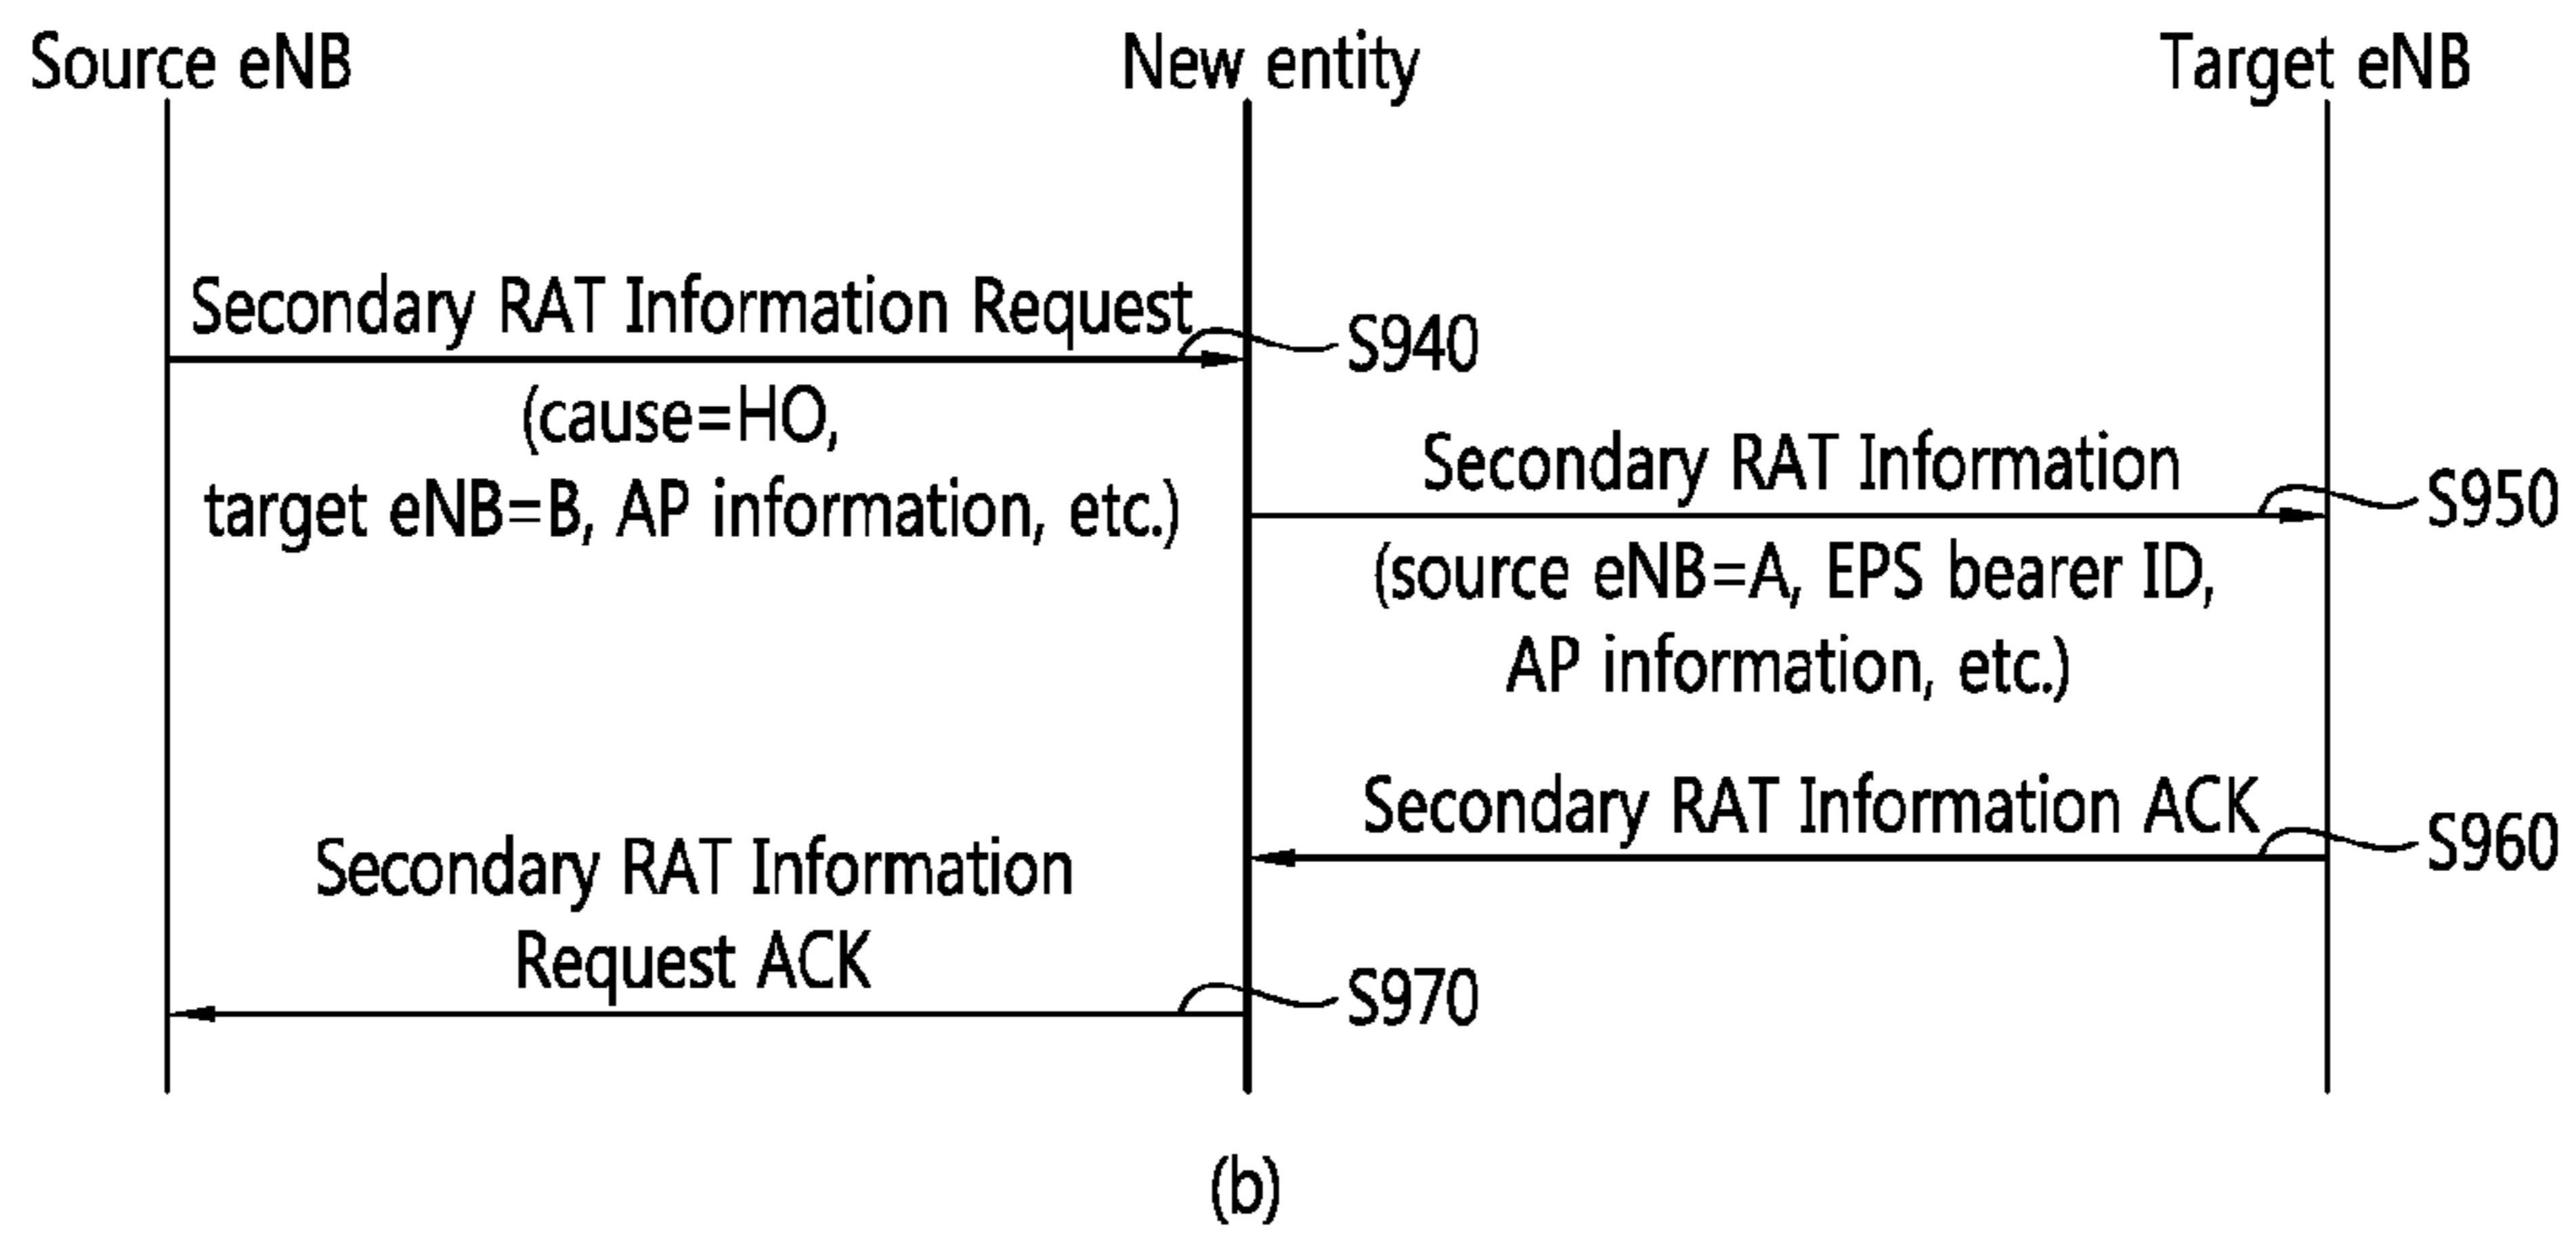 Source eNB
New entity
Target eNB
Secondary RAT Information Request
S940
(cause=HO,
target eNB=B, AP information, etc.)
Secondary RAT Information
S950
(source eNB=A, EPS bearer ID,
AP information, etc.)
Secondary RAT Information ACK
S960
Secondary RAT Information
Request ACK
S970
(b)